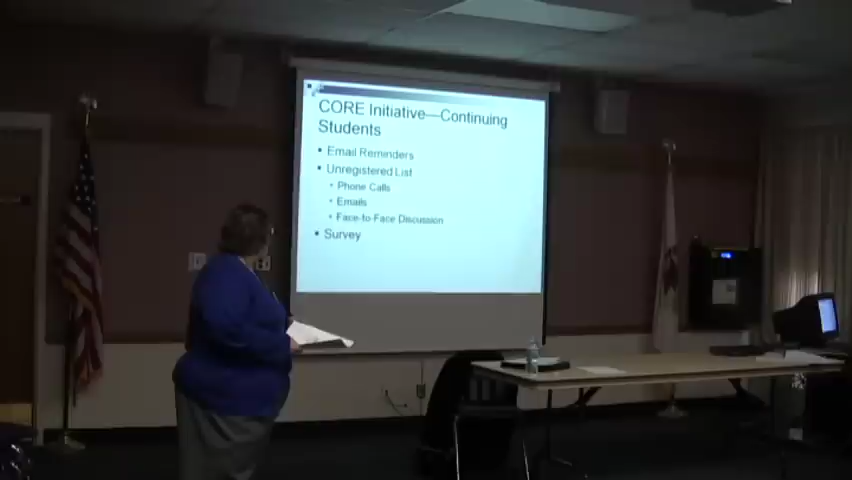 CORE Initiative—Continuing
Students
Email Reminders
Unregistered List
Phone Calls
Emails
Face-to Face Discussion
Survey